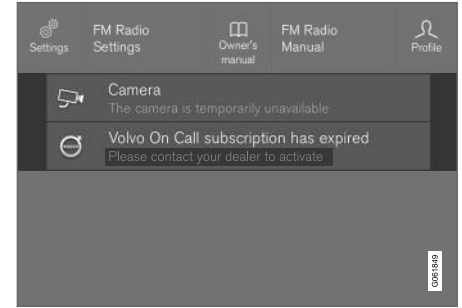 Settings
FM Radio
Settings
Owner's
manual
FM Radio
Manual
Profile
Camera
The camera is temporarily unavailable
Volvo On Call subscription has expired
Please contact your dealer to activate
G061849